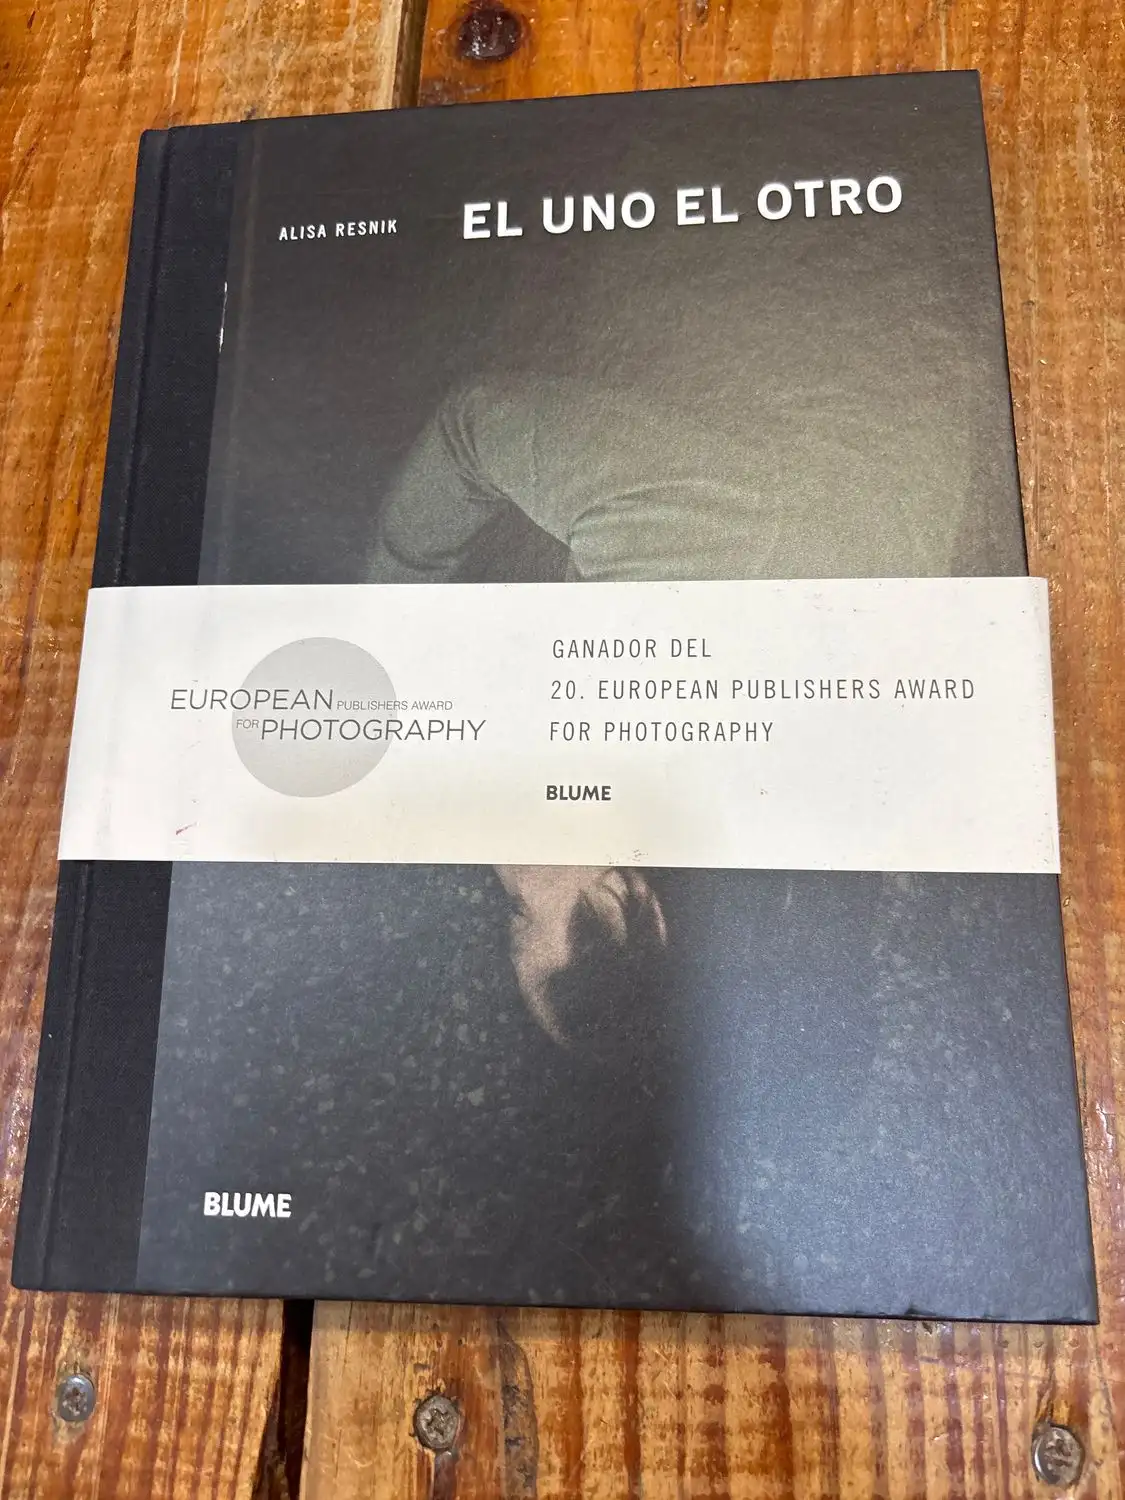 ALISA RESNIK
EL UNO EL OTRO
EUROPEAN PUBLISHERS AWARD
FOR PHOTOGRAPHY
GANADOR DEL
20. EUROPEAN PUBLISHERS AWARD
FOR PHOTOGRAPHY
BLUME
BLUME